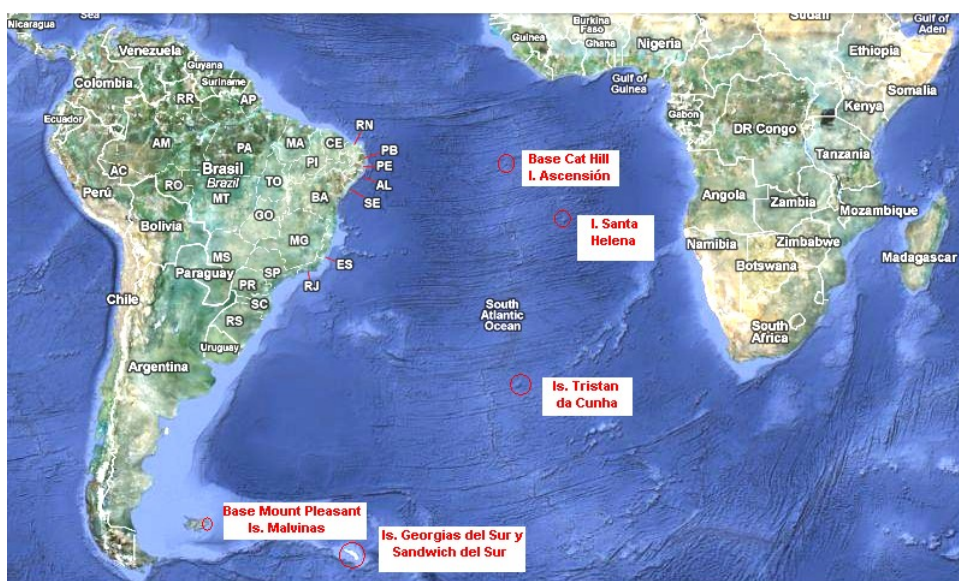 Nicaragua
Sea
Venezuela
Guyana
Suriname
Colombia
RR
AP
Ecuador
AM
PA
MA
CE
RN
PI
PB
PE
AL
SE
AC
RO
Brasil
Brazil
TO
BA
MT
Perú
GO
Bolivia
MG
MS
ES
Paraguay
SP
RJ
PR
SC
Chile
RS
Uruguay
Argentina
Guinea
Burkina
Faso
Ghana
Nigeria
Sudan
Gulf of
Aden
Ethiopia
Somalia
Gulf of
Guinea
Gabon
Kenya
DR Congo
Tanzania
Angola
Zambia
Mozambique
Namibia
Zimbabwe
Botswana
Madagascar
South
Africa
South
Atlantic
Ocean
Base Cat Hill
I. Ascensión
I. Santa
Helena
Is. Tristan
da Cunha
Base Mount Pleasant
Is. Malvinas
Is. Georgias del Sur y
Sandwich del Sur